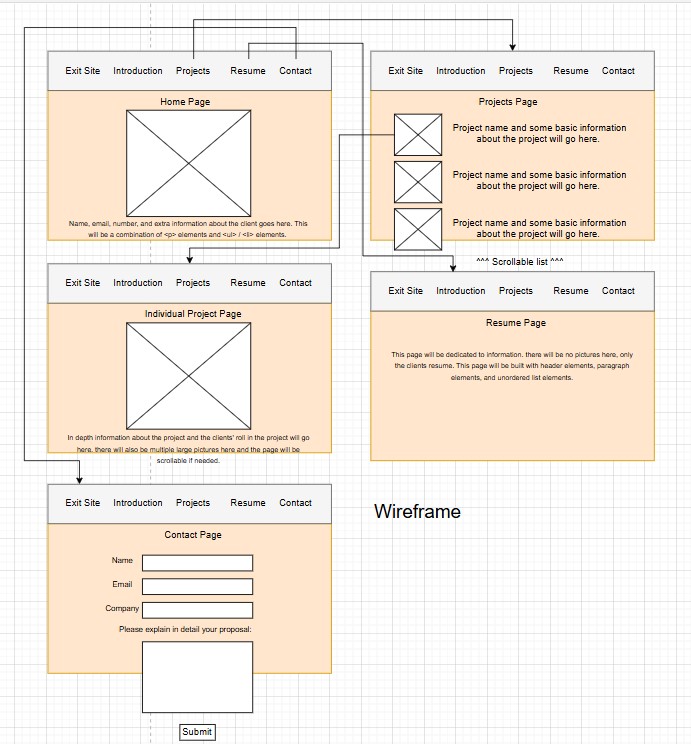 Exit Site Introduction Projects Resume Contact
Home Page
Name, email, number, and extra information about the client goes here. This
will be a combination of <p> elements and <ul> / <li> elements.
Exit Site Introduction Projects Resume Contact
Projects Page
Project name and some basic information
about the project will go here.
Project name and some basic information
about the project will go here.
Project name and some basic information
about the project will go here.
^^^ Scrollable list ^^^
Exit Site Introduction Projects Resume Contact
Individual Project Page
In depth information about the project and the clients' roll in the project will go
here. there will also be multiple large pictures here and the page will be
scrollable if needed.
Exit Site Introduction Projects Resume Contact
Resume Page
This page will be dedicated to information. there will be no pictures here, only
the clients resume. This page will be built with header elements, paragraph
elements, and unordered list elements.
Exit Site Introduction Projects Resume Contact
Contact Page
Name
Email
Company
Please explain in detail your proposal:
Submit
Wireframe